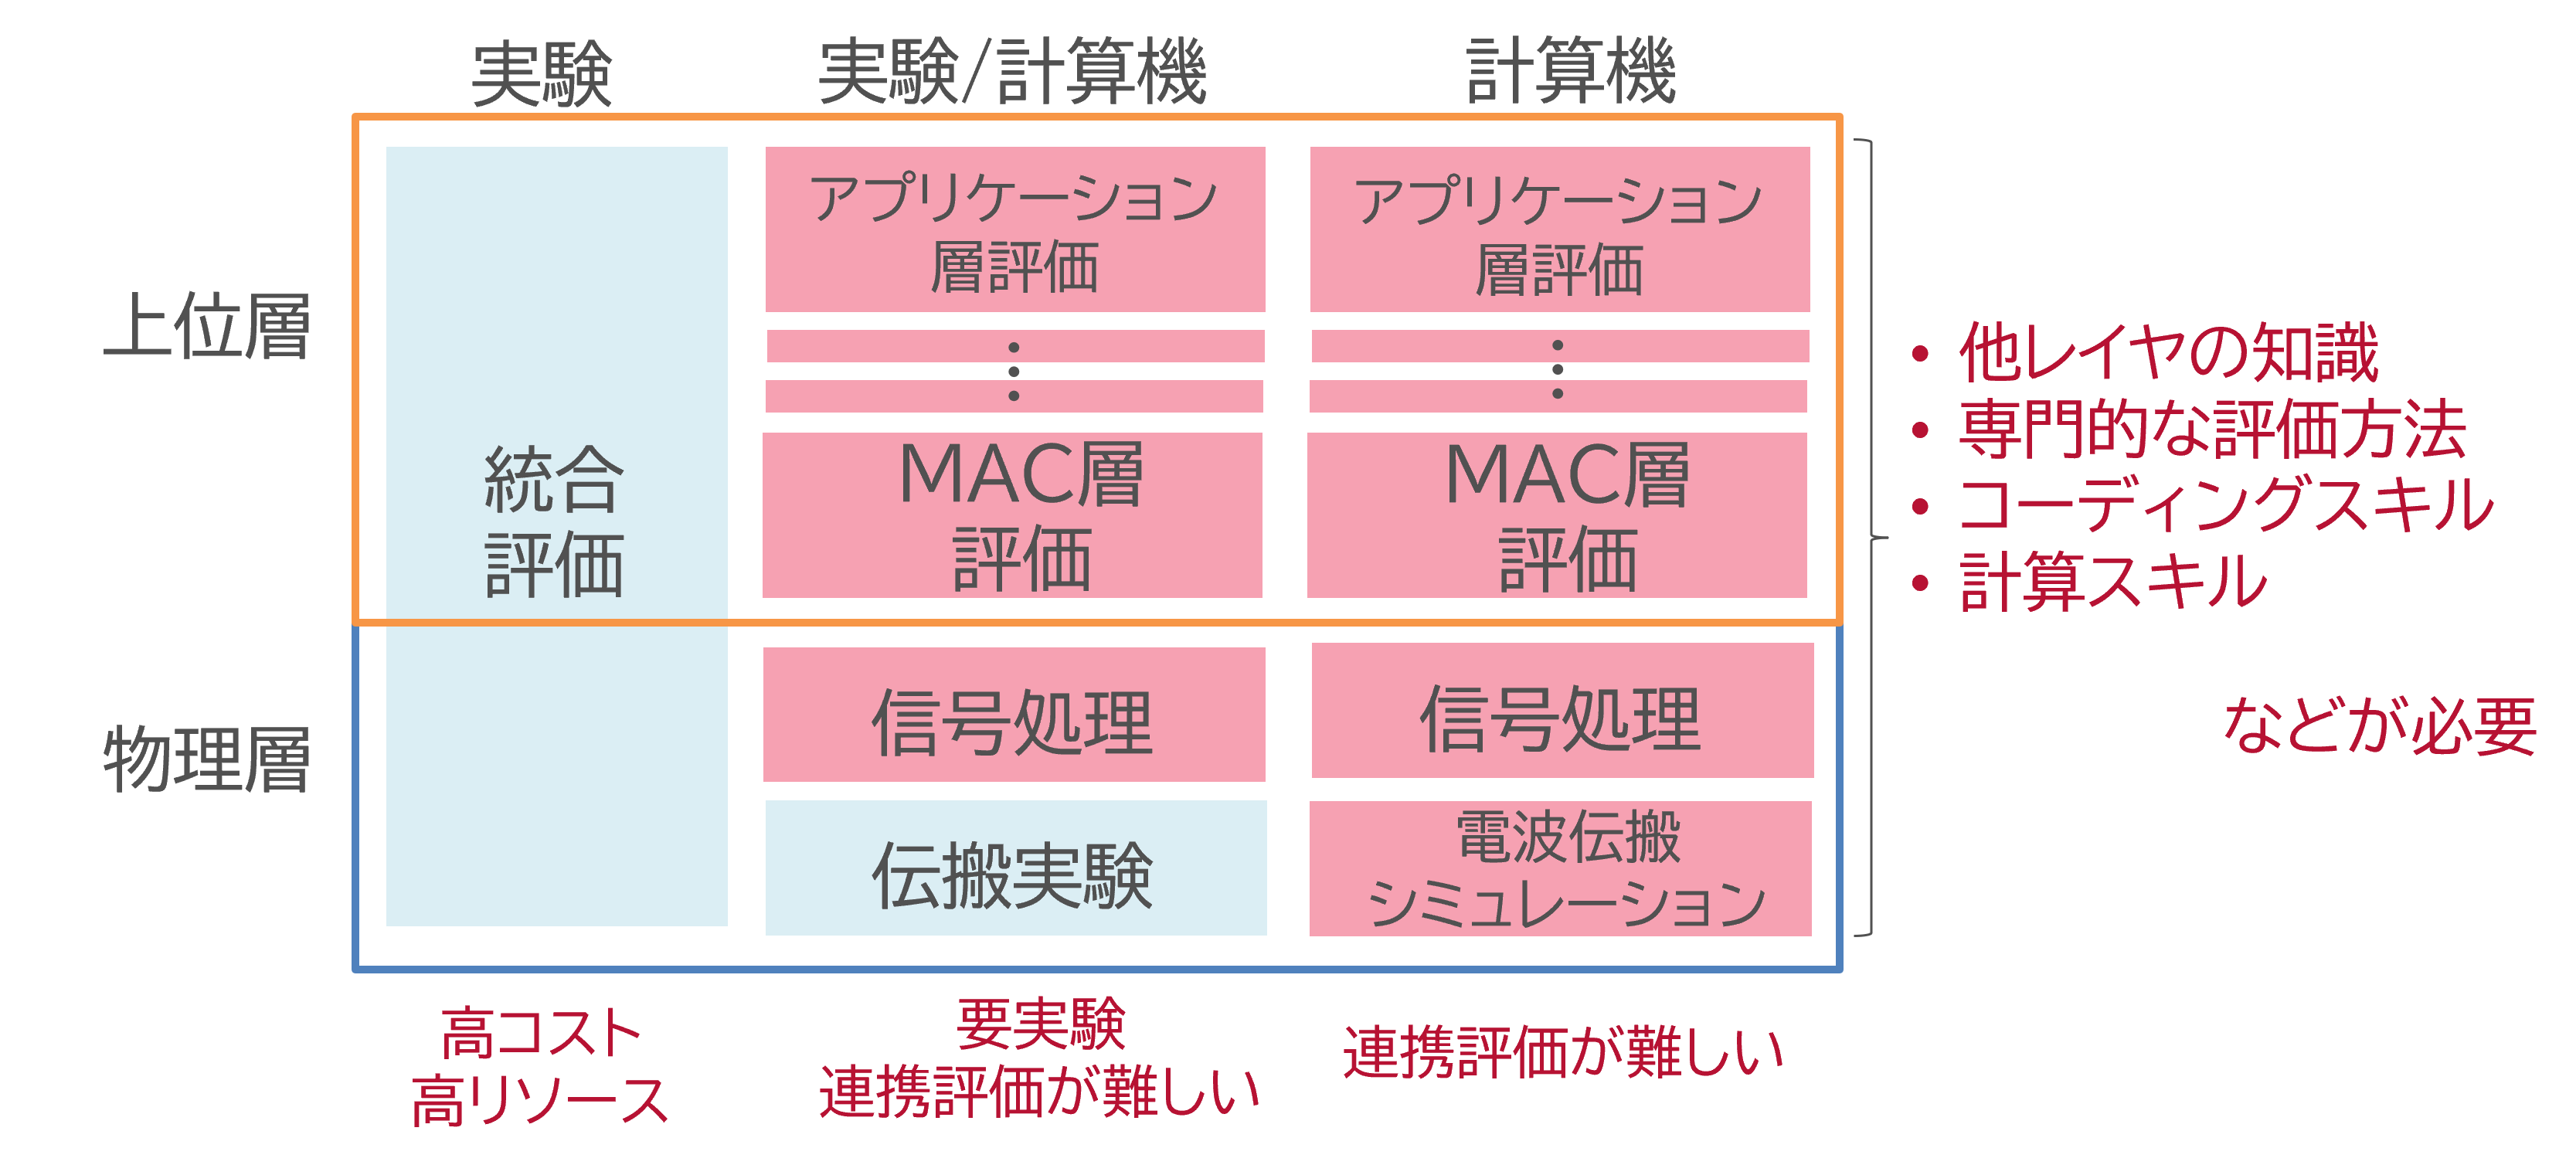 実験
実験/計算機
計算機
上位層
物理層
統合
評価
アプリケーション
層評価
MAC層
評価
信号処理
伝搬実験
アプリケーション
層評価
MAC層
評価
信号処理
電波伝搬
シミュレーション
• 他レイヤの知識
• 専門的な評価方法
• コーディングスキル
• 計算スキル
などが必要
高コスト
高リソース
要実験
連携評価が難しい
連携評価が難しい